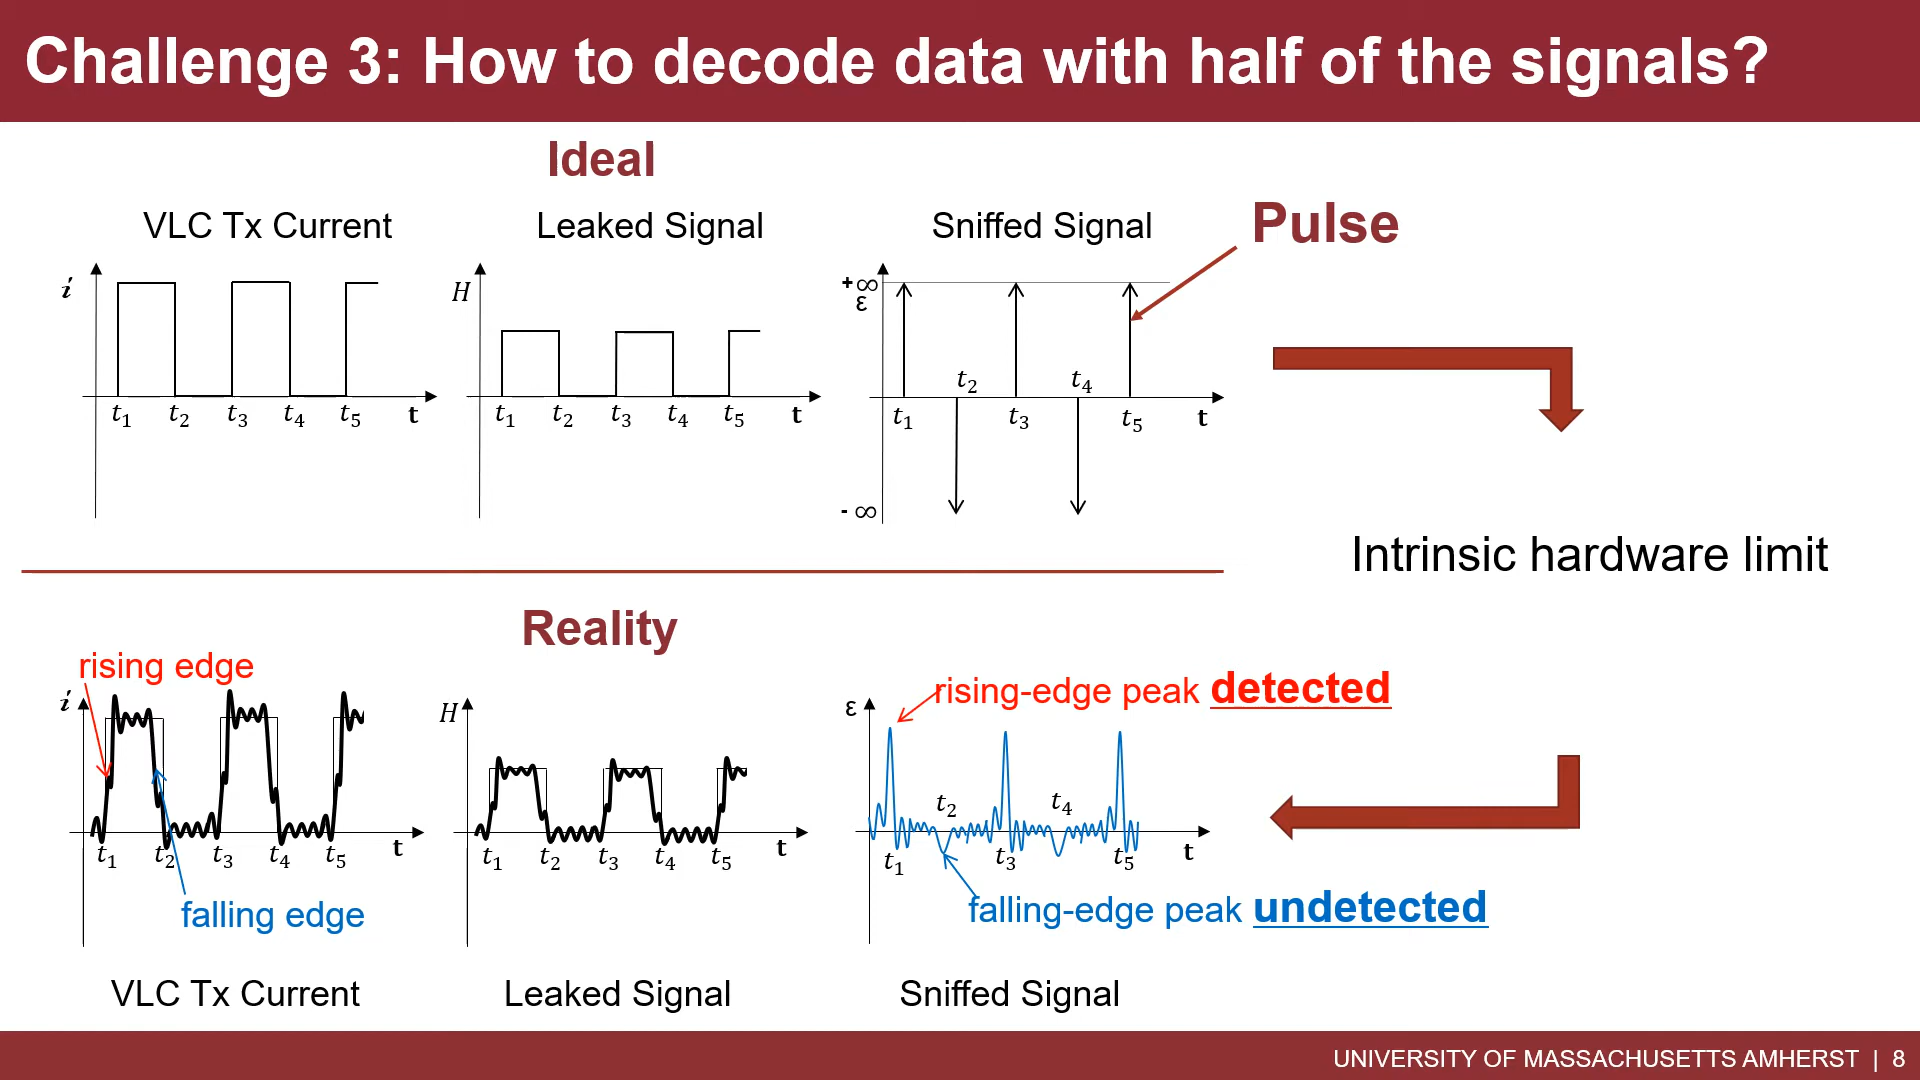 Challenge 3: How to decode data with half of the signals?
Ideal
VLC Tx Current
Leaked Signal
Sniffed Signal
Pulse
i
t1 t2 t3 t4 t5 t
H
t1 t2 t3 t4 t5 t
+∞
ε
t2 t4
t1 t3 t5 t
- ∞
Intrinsic hardware limit
Reality
rising edge
i
t1 t2 t3 t4 t5 t
falling edge
H
t1 t2 t3 t4 t5 t
rising-edge peak detected
ε
t2 t4
t1 t3 t5 t
falling-edge peak undetected
VLC Tx Current
Leaked Signal
Sniffed Signal
UNIVERSITY OF MASSACHUSETTS AMHERST | 8